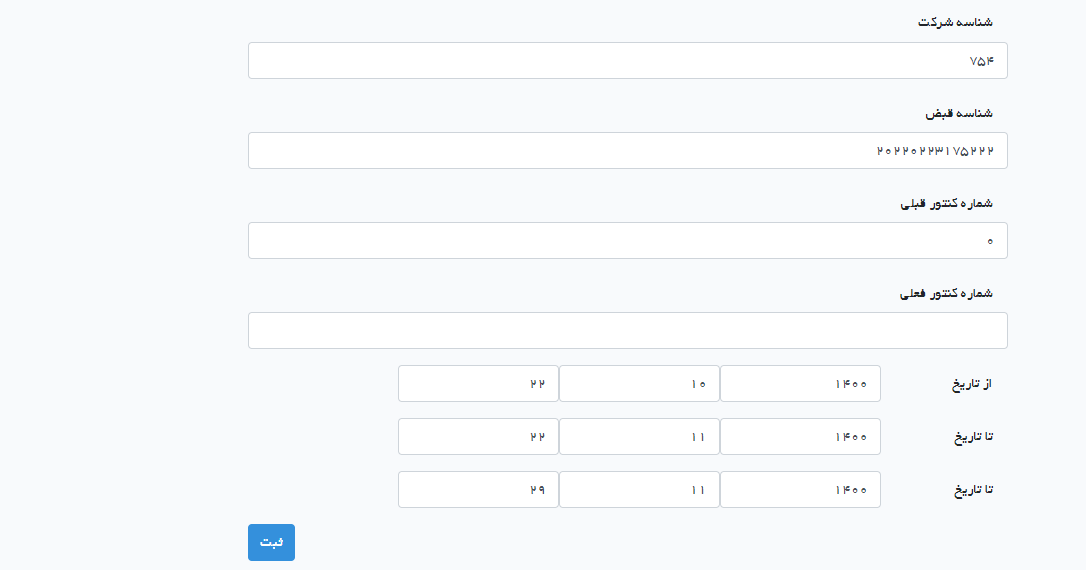 شناسه شرکت
۷۵۴
شناسه قبض
۲۰۲۲۰۲۲۳۱۷۵۲۲۲
شماره کنتور قبلی
۰
شماره کنتور فعلی
از تاریخ ۱۴۰۰ ۱۰ ۲۲
تا تاریخ ۱۴۰۰ ۱۱ ۲۲
تا تاریخ ۱۴۰۰ ۱۱ ۲۹
ثبت